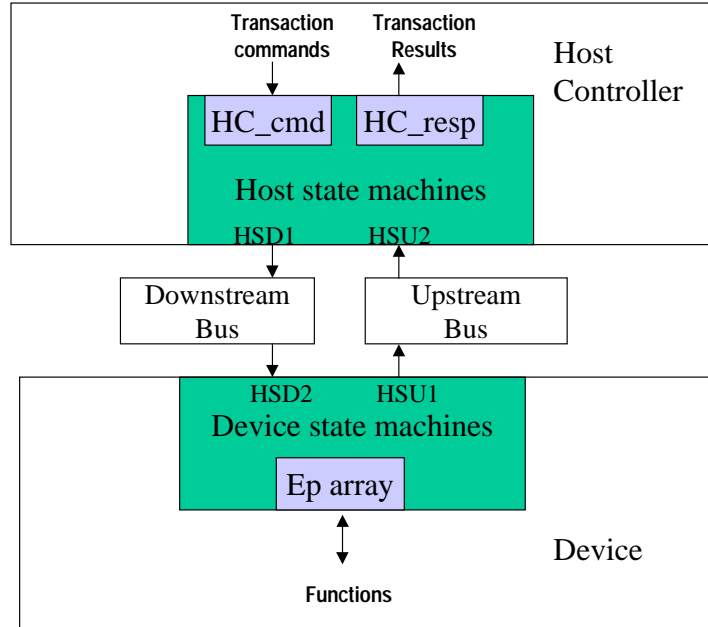 Transaction
commands
Transaction
Results
Host
Controller
HC_cmd
HC_resp
Host state machines
HSD1
HSU2
Downstream
Bus
Upstream
Bus
HSD2
HSU1
Device state machines
Ep array
Device
Functions